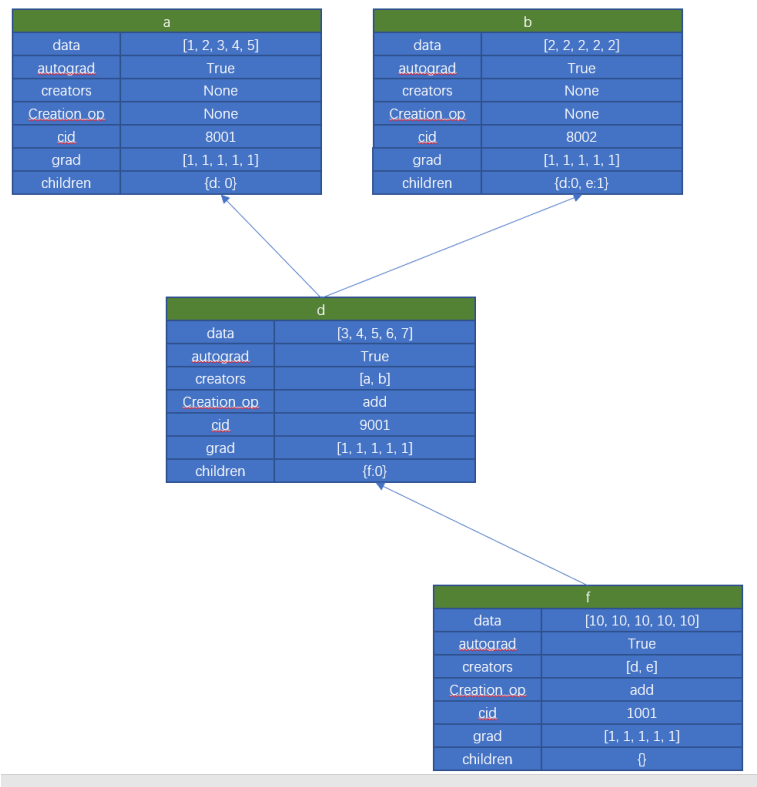 a
data [1, 2, 3, 4, 5]
autograd True
creators None
Creation_op None
cid 8001
grad [1, 1, 1, 1, 1]
children {d: 0}
b
data [2, 2, 2, 2, 2]
autograd True
creators None
Creation_op None
cid 8002
grad [1, 1, 1, 1, 1]
children {d:0, e:1}
d
data [3, 4, 5, 6, 7]
autograd True
creators [a, b]
Creation_op add
cid 9001
grad [1, 1, 1, 1, 1]
children {f:0}
f
data [10, 10, 10, 10, 10]
autograd True
creators [d, e]
Creation_op add
cid 1001
grad [1, 1, 1, 1, 1]
children {}